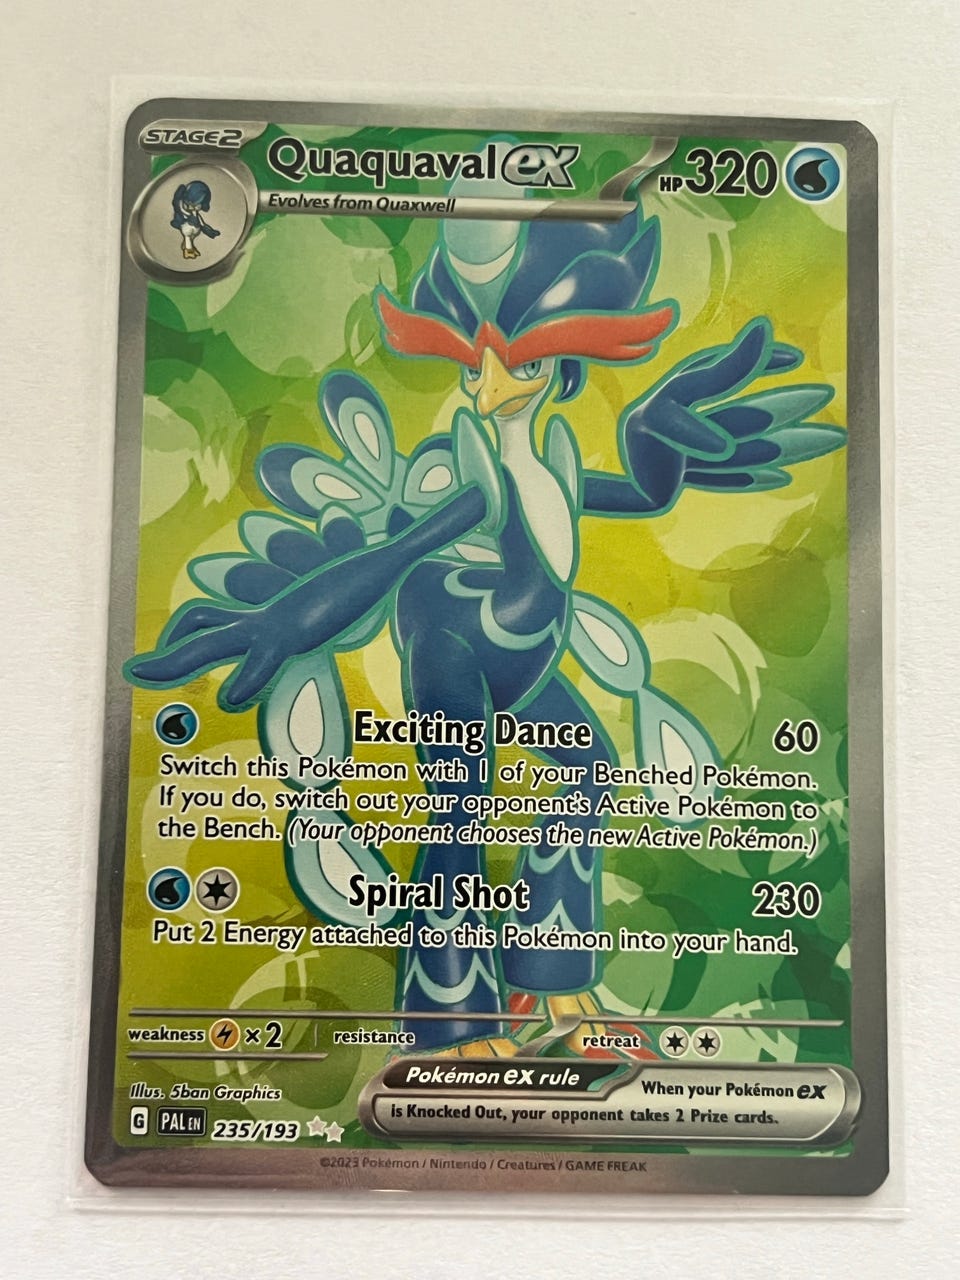 STAGE2
Quaquaval ex HP 320
Evolves from Quaxwell
Exciting Dance 60
Switch this Pokémon with 1 of your Benched Pokémon.
If you do, switch out your opponent's Active Pokémon to
the Bench. (Your opponent chooses the new Active Pokémon.)
Spiral Shot 230
Put 2 Energy attached to this Pokémon into your hand.
weakness ×2 resistance retreat
Pokémon ex rule When your Pokémon ex
is Knocked Out, your opponent takes 2 Prize cards.
Illus. 5ban Graphics
G PAL EN 235/193
©2023 Pokémon / Nintendo / Creatures / GAME FREAK